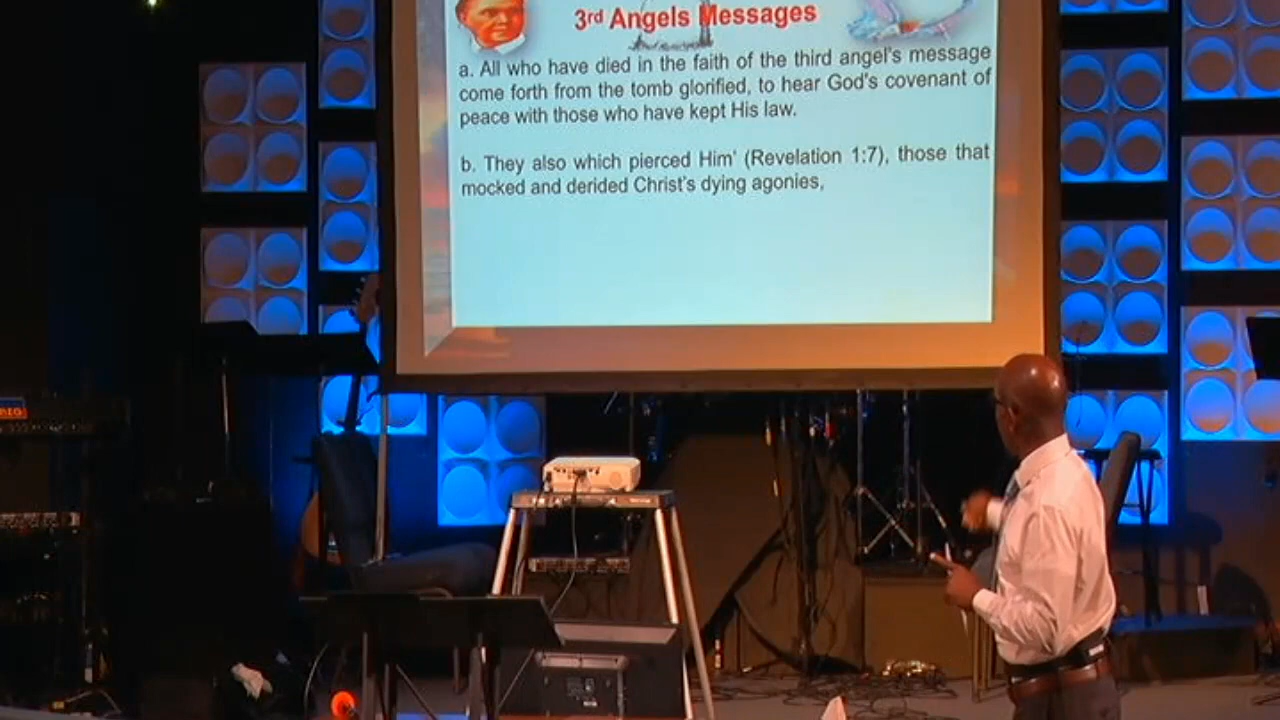 3rd Angels Messages
a. All who have died in the faith of the third angel's message
come forth from the tomb glorified, to hear God's covenant of
peace with those who have kept His law.
b. They also which pierced Him' (Revelation 1:7), those that
mocked and derided Christ's dying agonies,